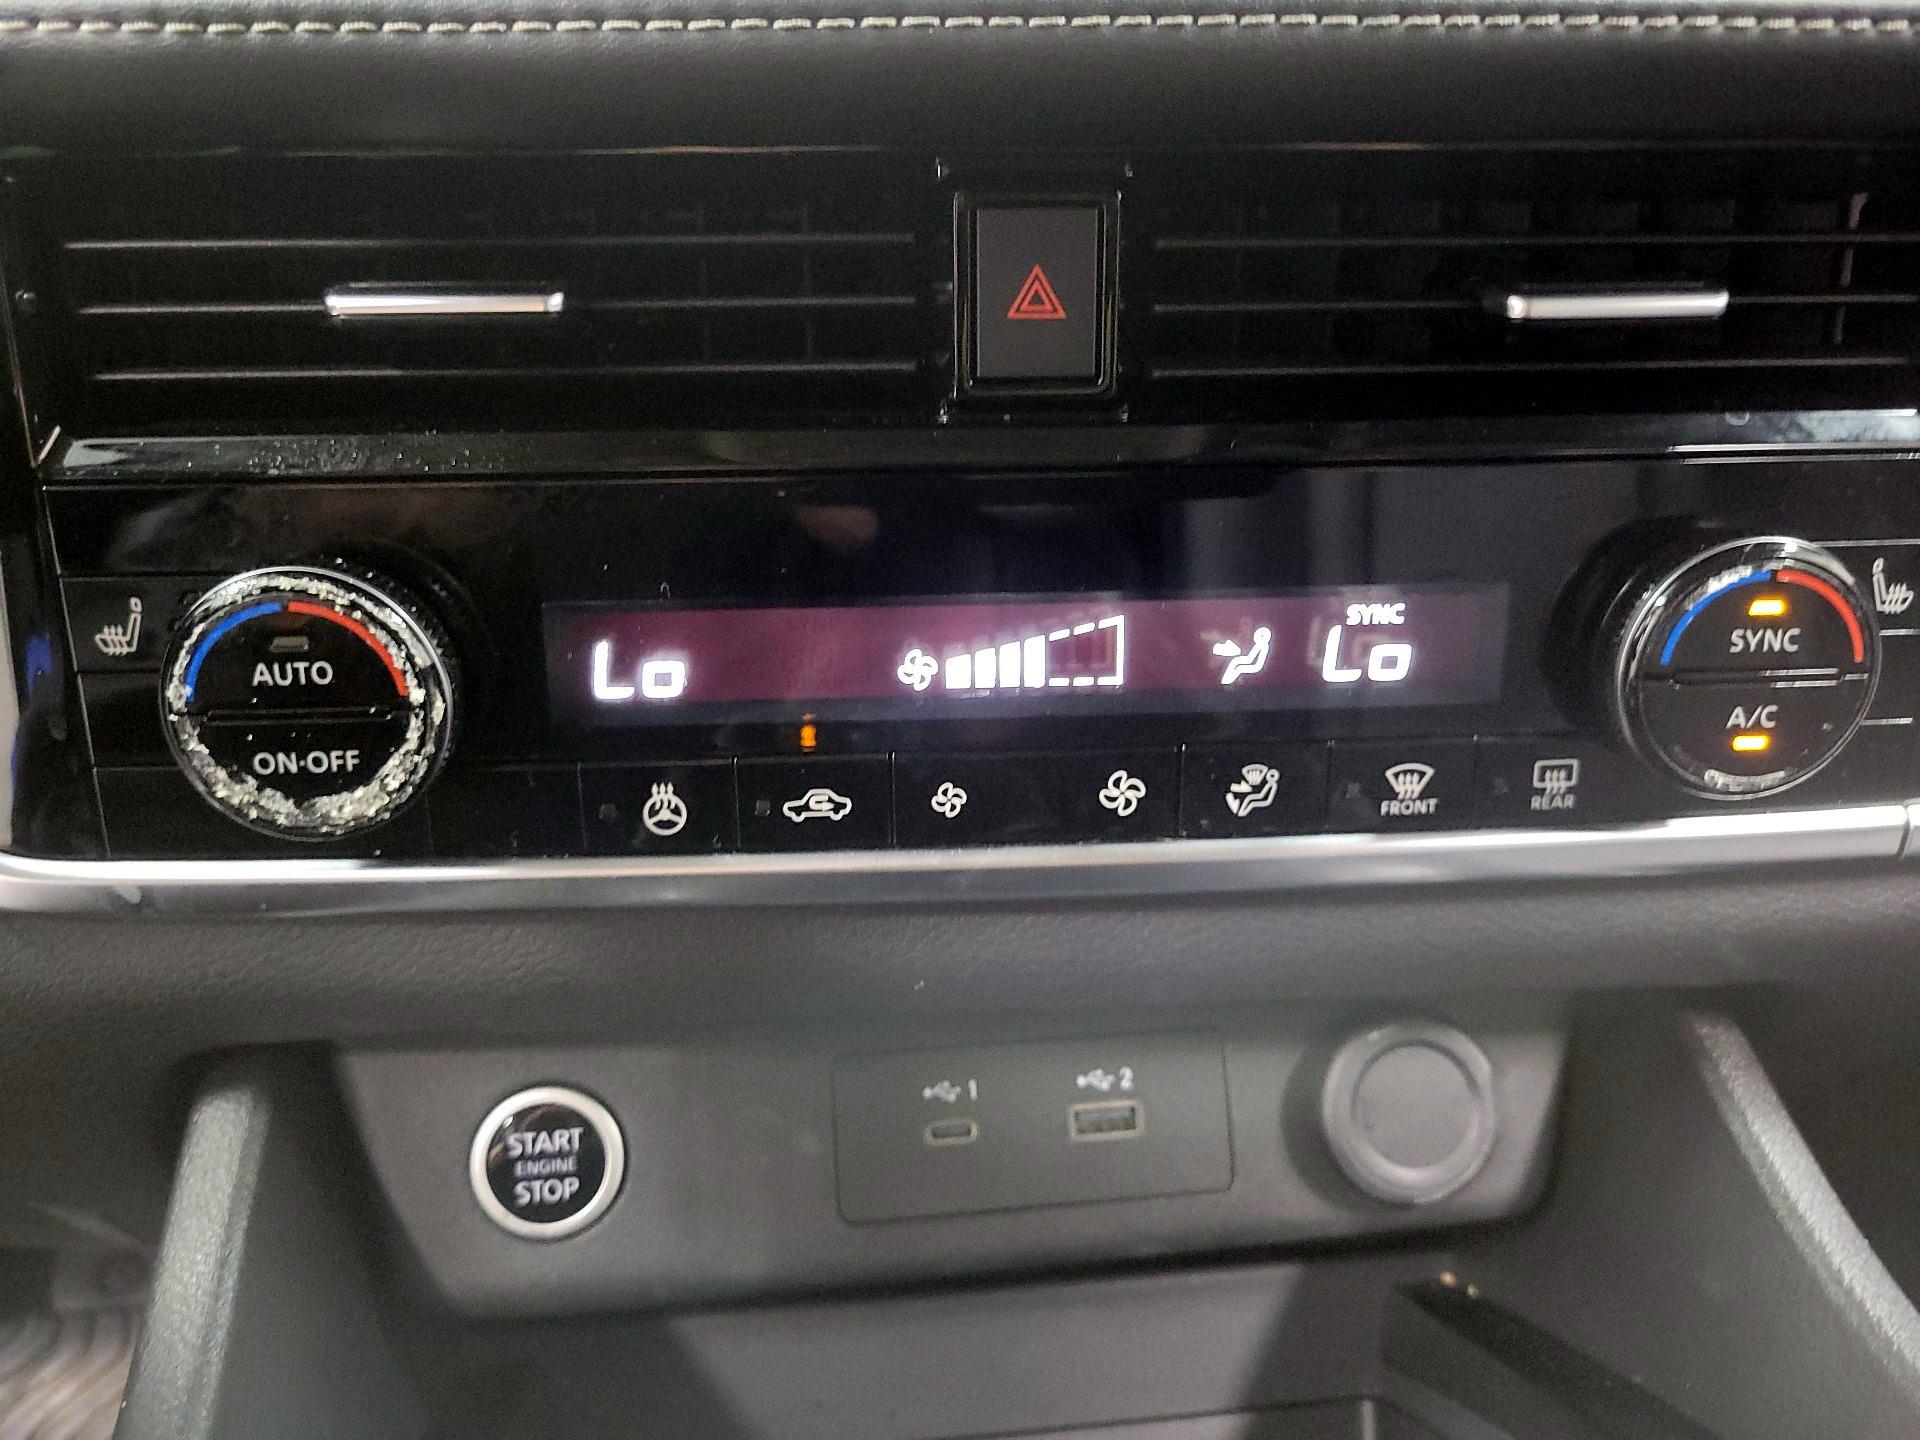 SYNC
Lo
Lo
AUTO
ON·OFF
SYNC
A/C
FRONT
REAR
1
2
START
ENGINE
STOP